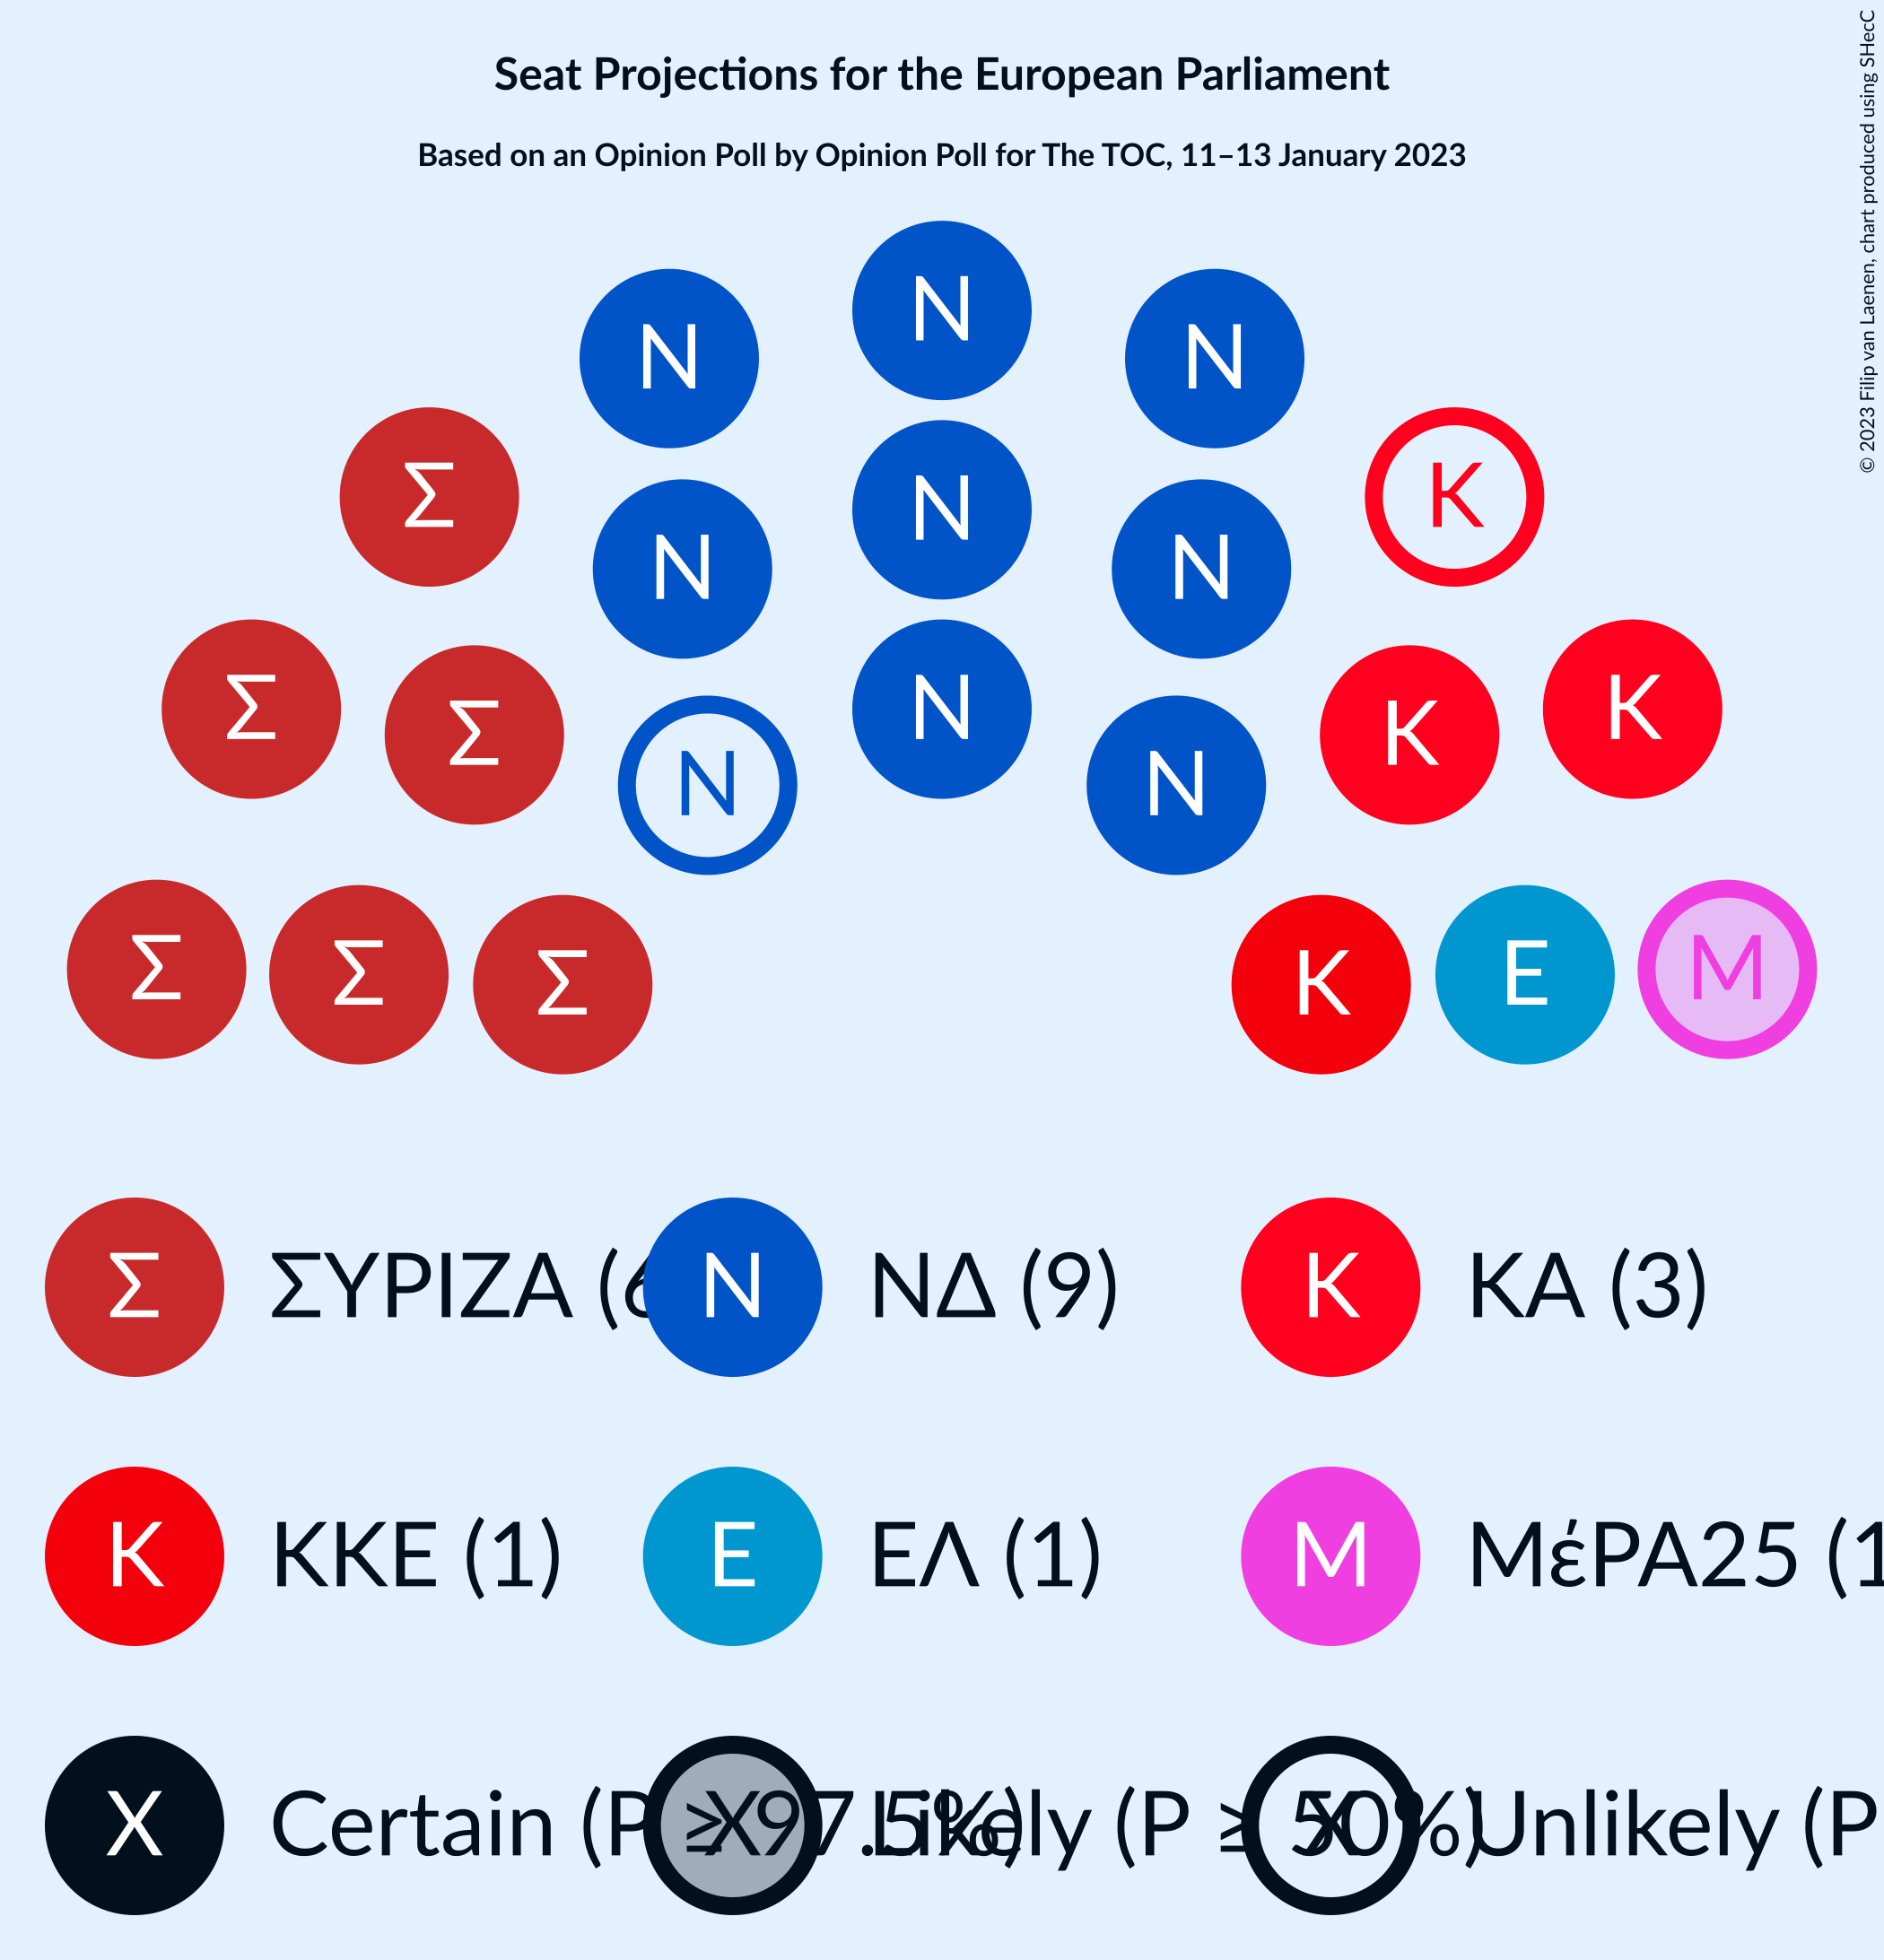 Seat Projections for the European Parliament
Based on an Opinion Poll by Opinion Poll for The TOC, 11–13 January 2023
© 2023 Filip van Laenen, chart produced using SHecC
N
N N
Σ N K
N N
Σ N K
Σ K
N N
Σ Σ Σ K E M
Σ ΣΥΡΙΖΑ (6 N ΝΔ (9) K ΚΑ (3)
K ΚΚΕ (1) E ΕΛ (1) M ΜέΡΑ25 (1
X Certain (P ≥ 97.5%) X Likely (P ≥ 50%) X Unlikely (P